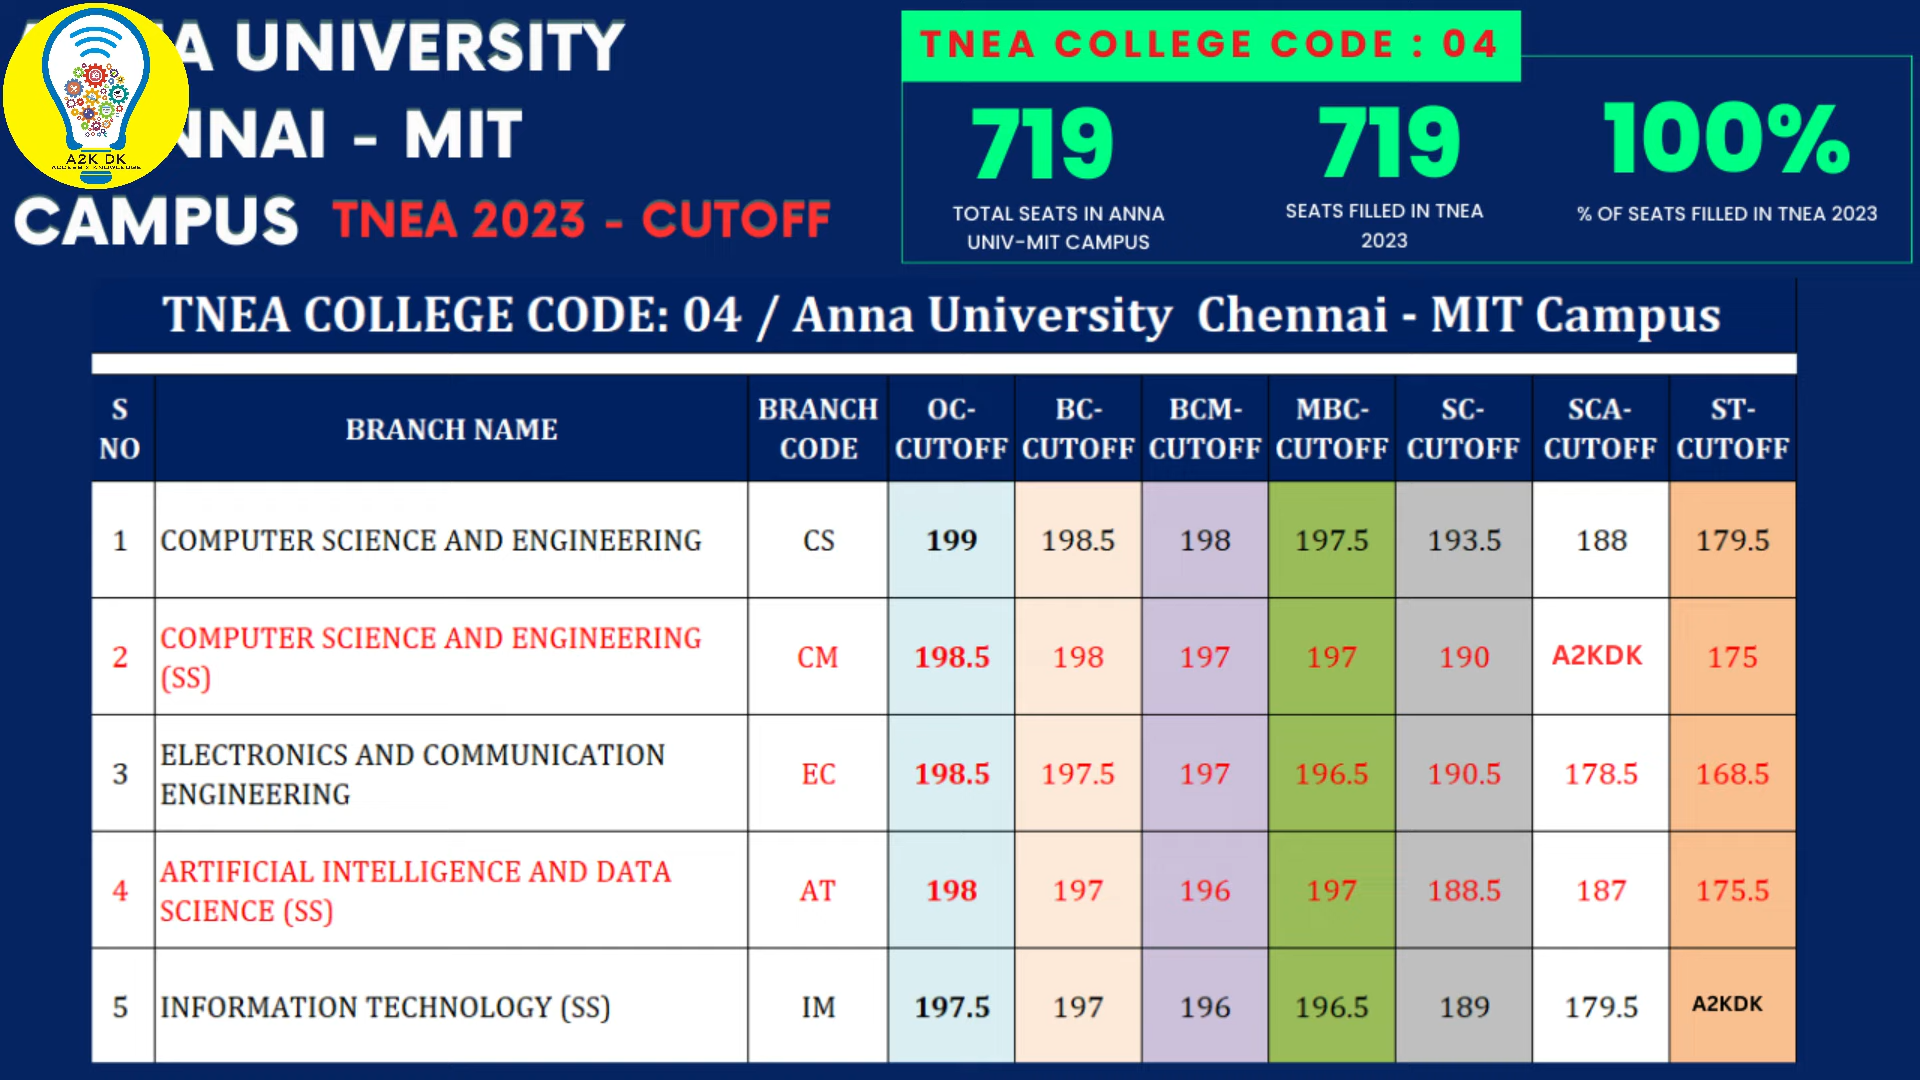 A UNIVERSITY
NNAI - MIT
CAMPUS TNEA 2023 - CUTOFF
A2K DK
TNEA COLLEGE CODE : 04
719 719 100%
TOTAL SEATS IN ANNA
UNIV-MIT CAMPUS
SEATS FILLED IN TNEA
2023
% OF SEATS FILLED IN TNEA 2023
TNEA COLLEGE CODE: 04 / Anna University Chennai - MIT Campus
S NO BRANCH NAME BRANCH CODE OC-CUTOFF BC-CUTOFF BCM-CUTOFF MBC-CUTOFF SC-CUTOFF SCA-CUTOFF ST-CUTOFF
1 COMPUTER SCIENCE AND ENGINEERING CS 199 198.5 198 197.5 193.5 188 179.5
2 COMPUTER SCIENCE AND ENGINEERING (SS) CM 198.5 198 197 197 190 A2KDK 175
3 ELECTRONICS AND COMMUNICATION ENGINEERING EC 198.5 197.5 197 196.5 190.5 178.5 168.5
4 ARTIFICIAL INTELLIGENCE AND DATA SCIENCE (SS) AT 198 197 196 197 188.5 187 175.5
5 INFORMATION TECHNOLOGY (SS) IM 197.5 197 196 196.5 189 179.5 A2KDK